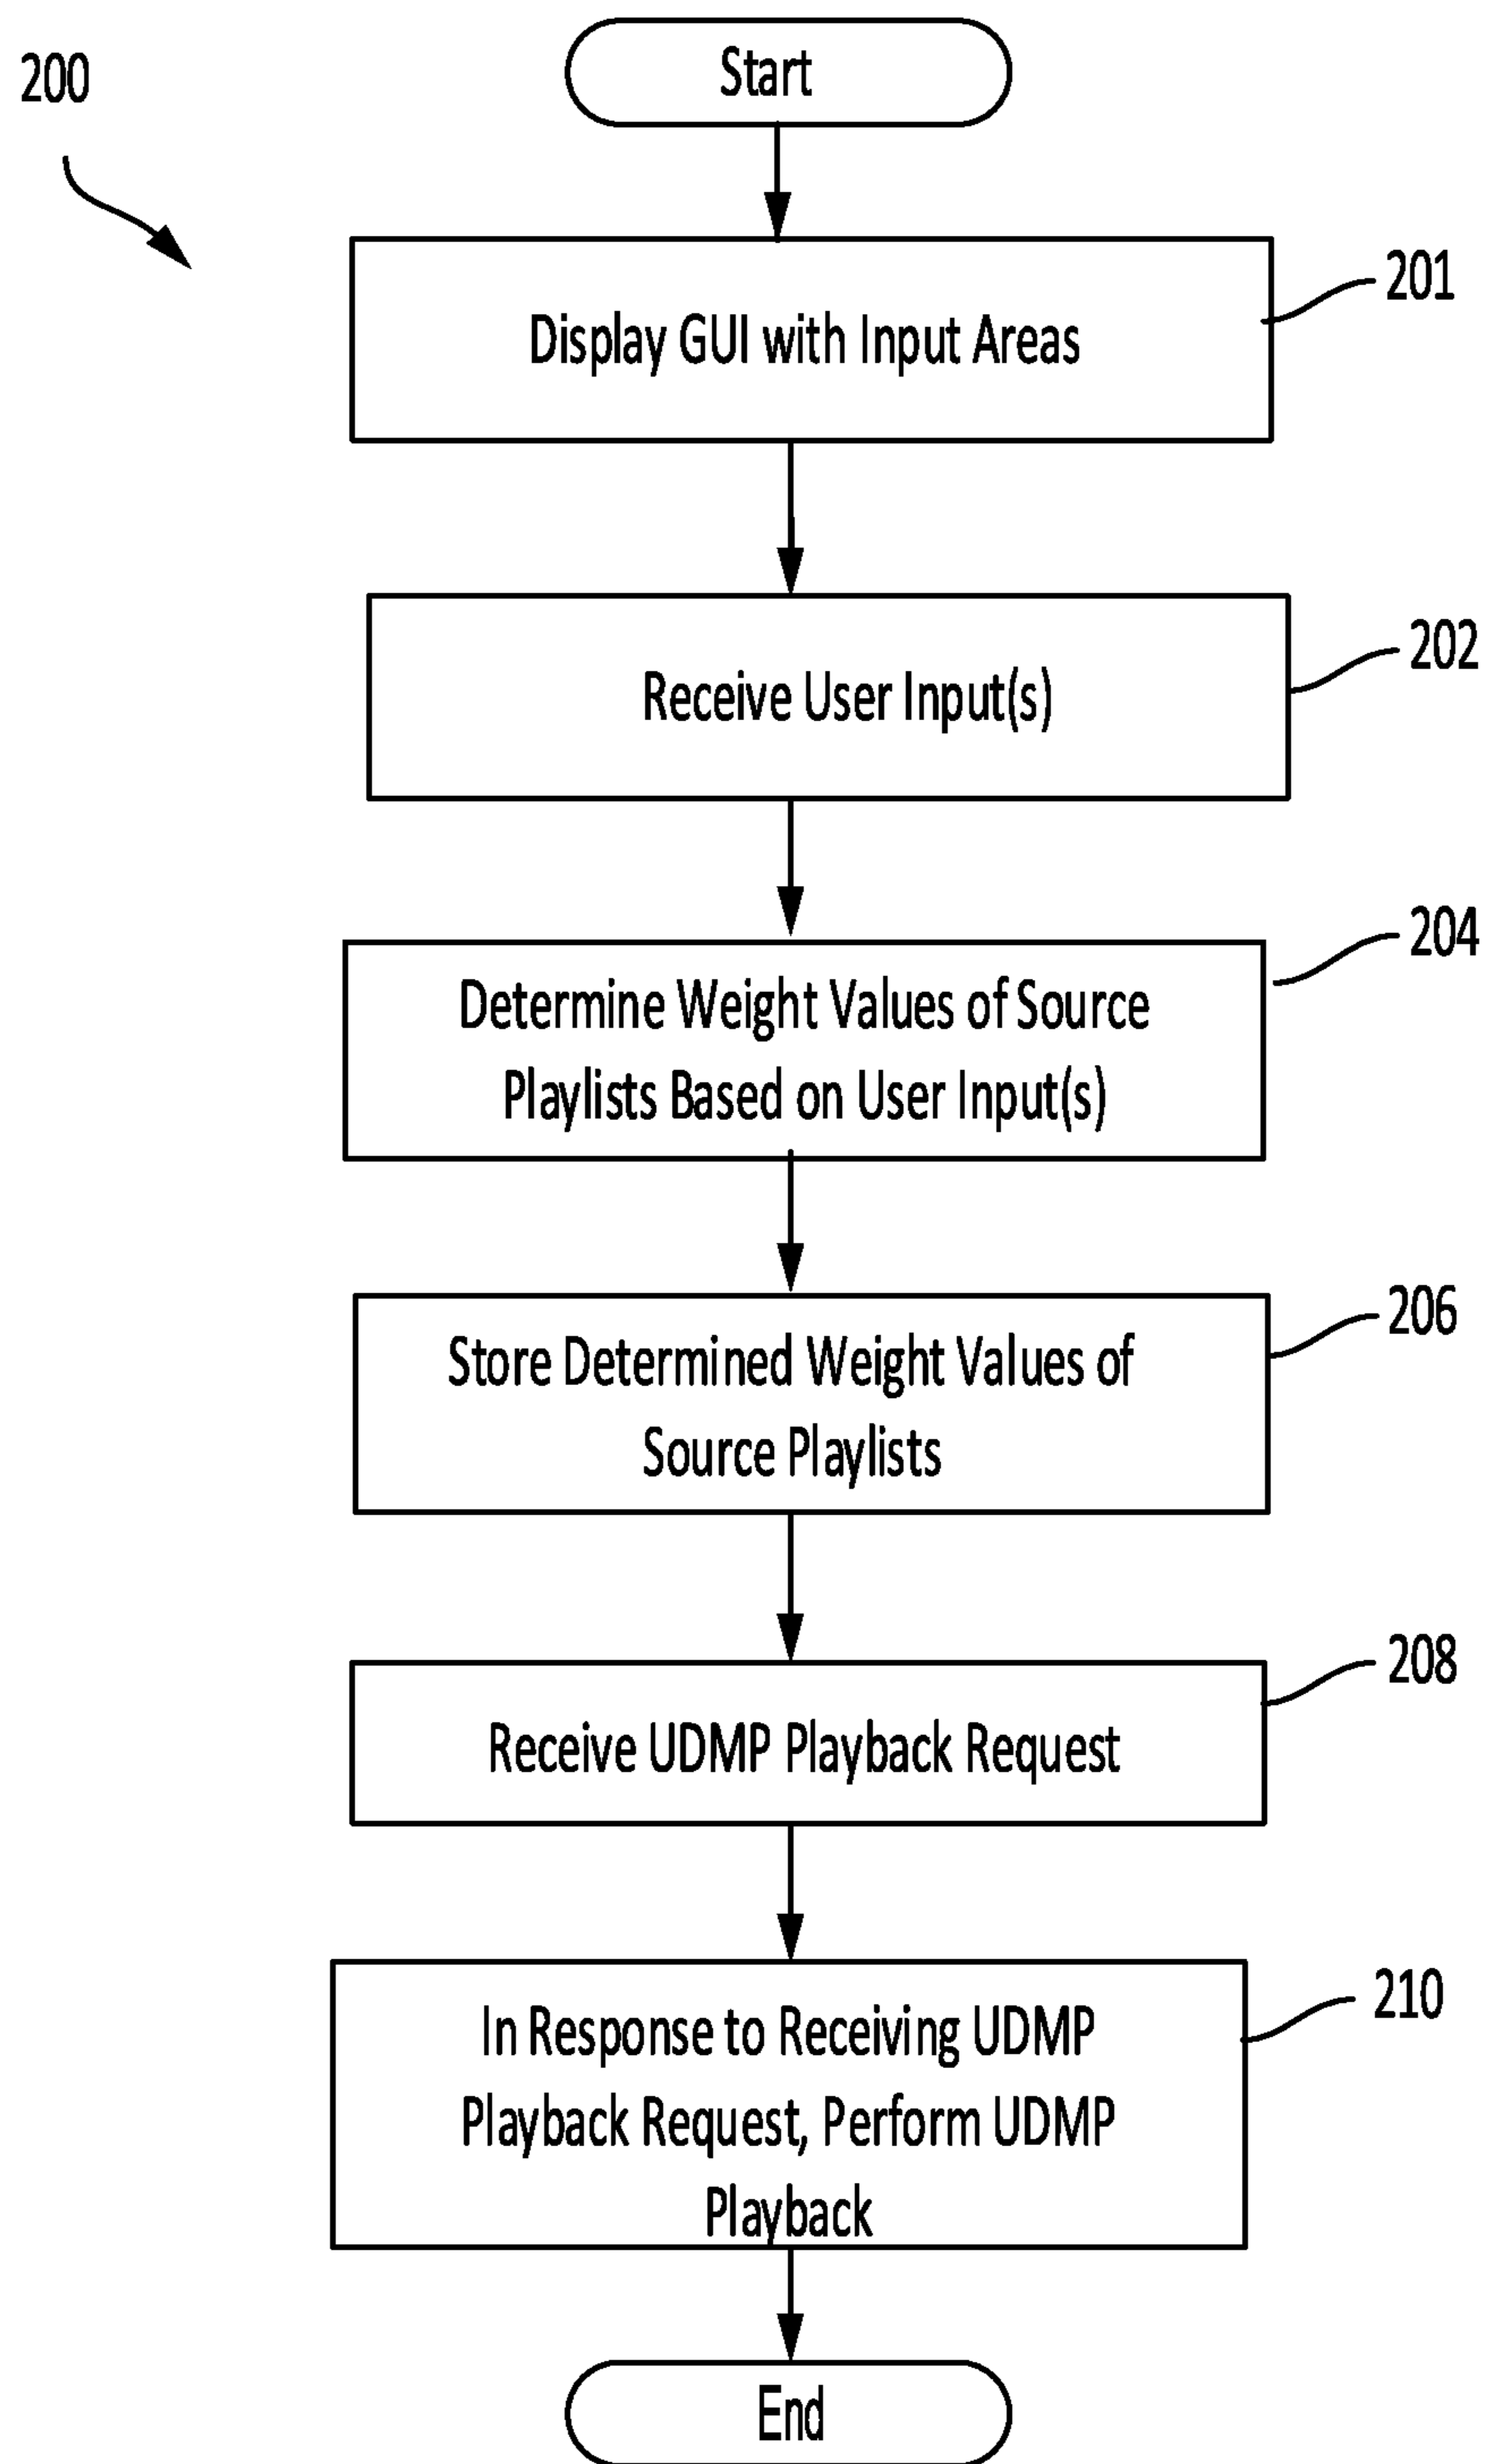 200
Start
201
Display GUI with Input Areas
202
Receive User Input(s)
204
Determine Weight Values of Source
Playlists Based on User Input(s)
206
Store Determined Weight Values of
Source Playlists
208
Receive UDMP Playback Request
210
In Response to Receiving UDMP
Playback Request, Perform UDMP
Playback
End